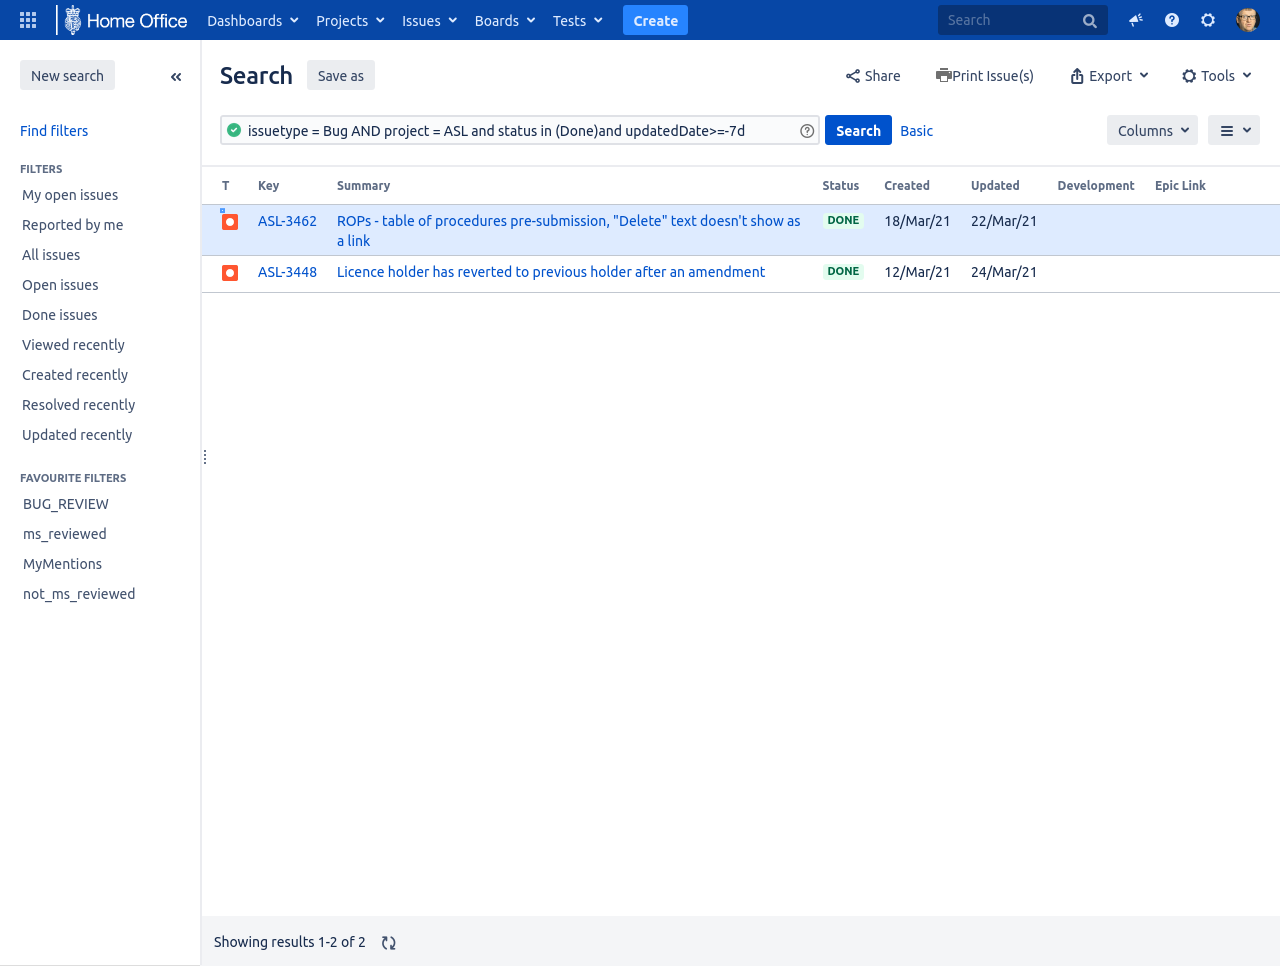 Home Office Dashboards Projects Issues Boards Tests Create Search
New search
Search Save as Share Print Issue(s) Export Tools
Find filters
issuetype = Bug AND project = ASL and status in (Done)and updatedDate>=-7d Search Basic Columns
FILTERS
My open issues
Reported by me
All issues
Open issues
Done issues
Viewed recently
Created recently
Resolved recently
Updated recently
FAVOURITE FILTERS
BUG_REVIEW
ms_reviewed
MyMentions
not_ms_reviewed
T Key Summary Status Created Updated Development Epic Link
ASL-3462 ROPs - table of procedures pre-submission, "Delete" text doesn't show as DONE 18/Mar/21 22/Mar/21
a link
ASL-3448 Licence holder has reverted to previous holder after an amendment DONE 12/Mar/21 24/Mar/21
Showing results 1-2 of 2